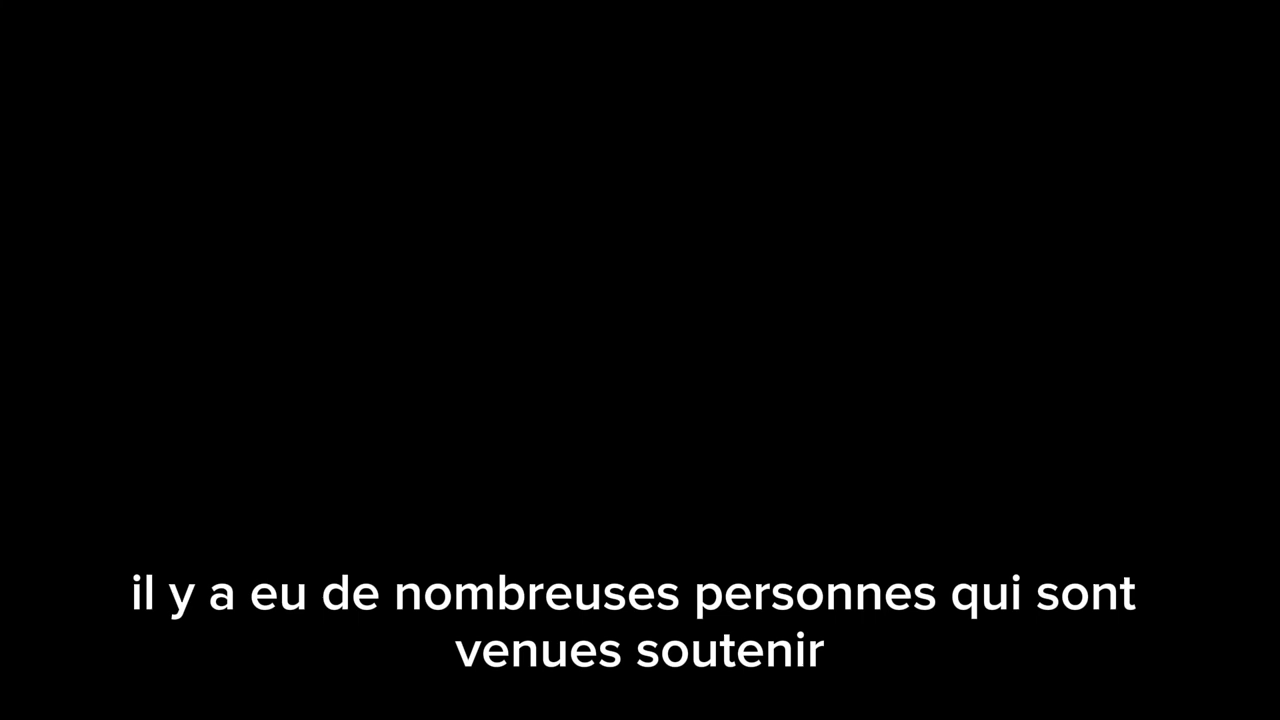 il y a eu de nombreuses personnes qui sont
venues soutenir